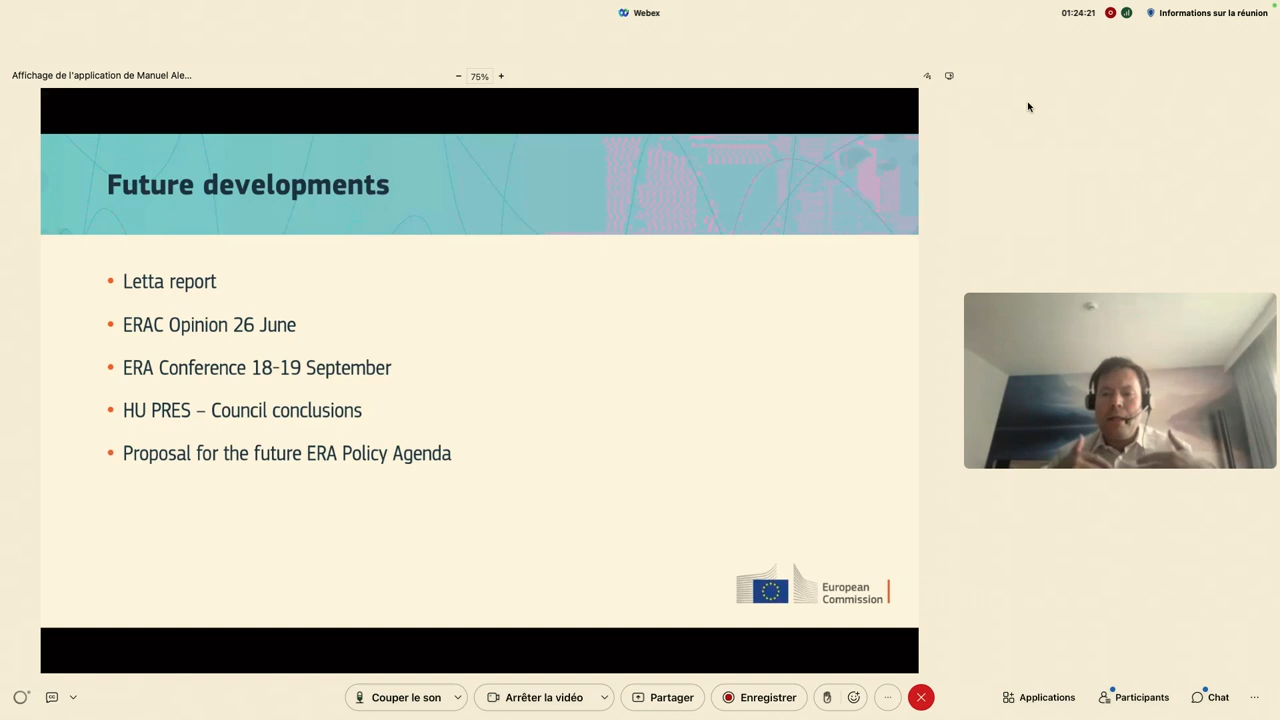 Webex
01:24:21
Informations sur la réunion
Affichage de l'application de Manuel Ale...
− 75% +
Future developments
• Letta report
• ERAC Opinion 26 June
• ERA Conference 18-19 September
• HU PRES – Council conclusions
• Proposal for the future ERA Policy Agenda
European
Commission
CC
Couper le son
Arrêter la vidéo
Partager
Enregistrer
Applications
Participants
Chat